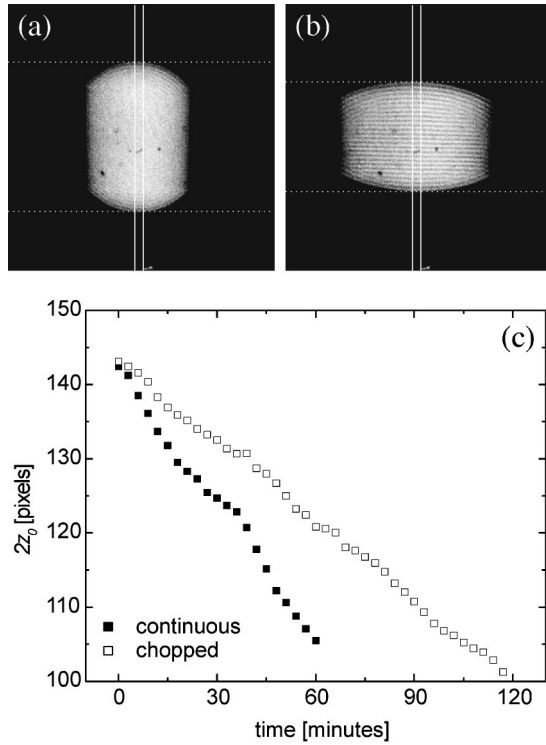 (a)
(b)
(c)
150
140
130
120
110
100
2z₀ [pixels]
continuous
chopped
0
30
60
90
120
time [minutes]